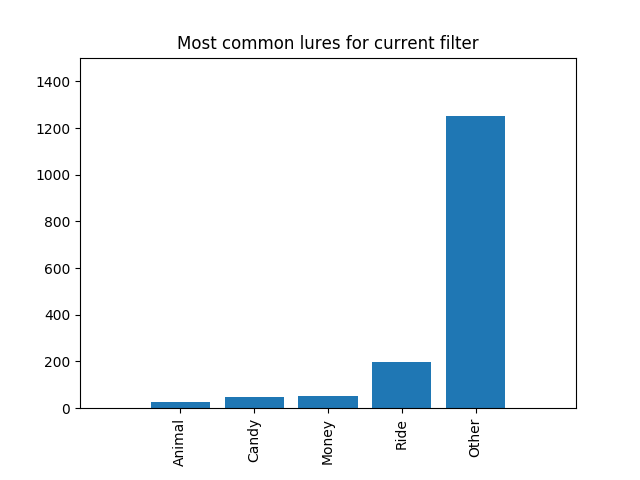 Most common lures for current filter
1400
1200
1000
800
600
400
200
0
Animal
Candy
Money
Ride
Other